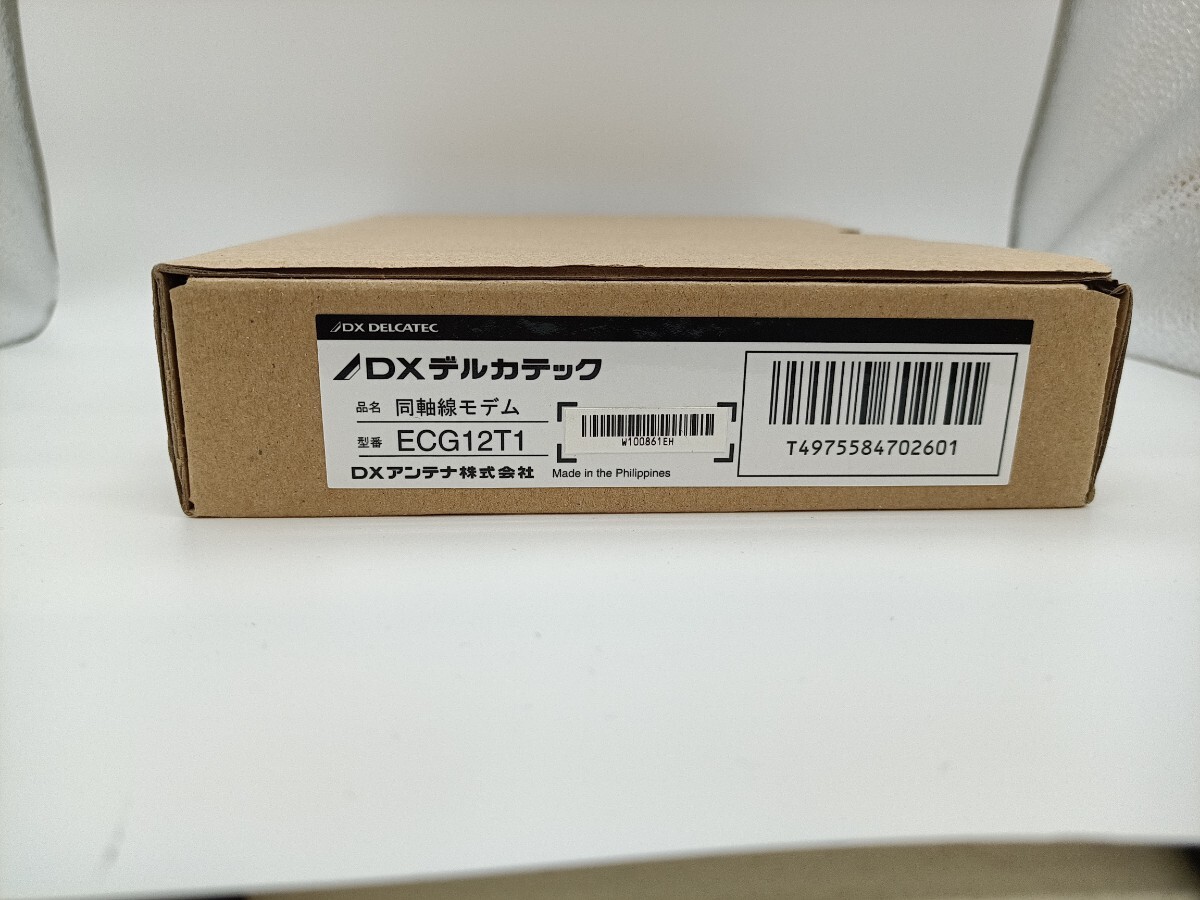 DX DELCATEC
DXデルカテック
品名 同軸線モデム
型番 ECG12T1
W100861EH
DXアンテナ株式会社 Made in the Philippines
T4975584702601